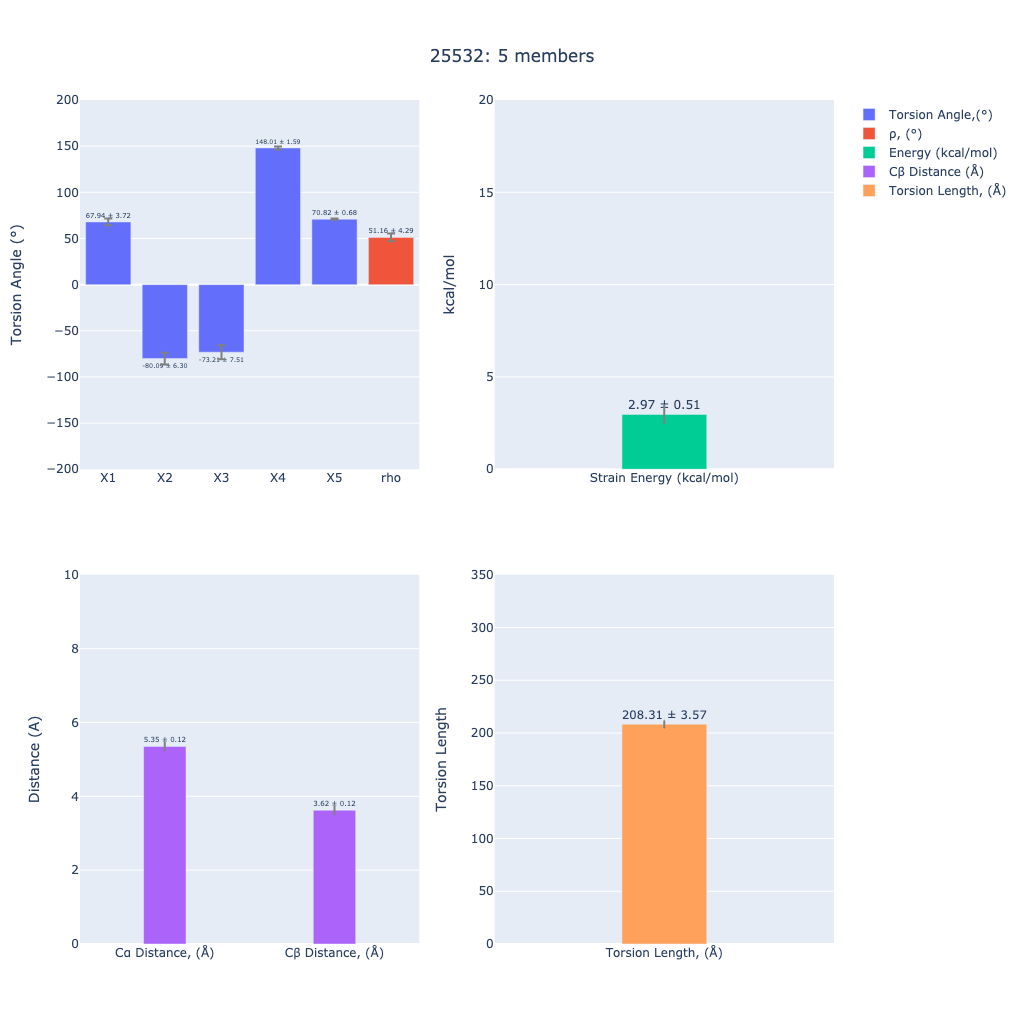 25532: 5 members
200
150
100
50
0
−50
−100
−150
−200
Torsion Angle (°)
67.94 ± 3.72
-80.09 ± 6.30
-73.21 ± 7.51
148.01 ± 1.59
70.82 ± 0.68
51.16 ± 4.29
X1 X2 X3 X4 X5 rho
20
15
10
5
0
kcal/mol
2.97 ± 0.51
Strain Energy (kcal/mol)
Torsion Angle,(°)
ρ, (°)
Energy (kcal/mol)
Cβ Distance (Å)
Torsion Length, (Å)
10
8
6
4
2
0
Distance (A)
5.35 ± 0.12
3.62 ± 0.12
Cα Distance, (Å) Cβ Distance, (Å)
350
300
250
200
150
100
50
0
Torsion Length
208.31 ± 3.57
Torsion Length, (Å)